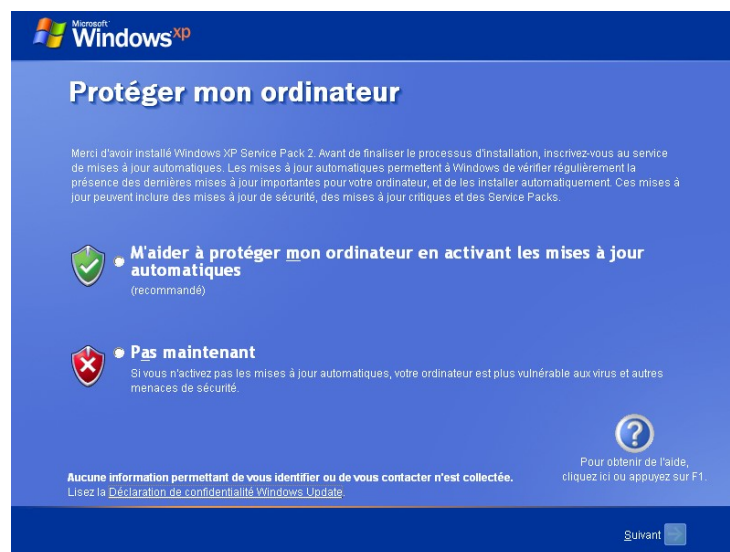 Microsoft
Windows xp
Protéger mon ordinateur
Merci d'avoir installé Windows XP Service Pack 2. Avant de finaliser le processus d'installation, inscrivez-vous au service
de mises à jour automatiques. Les mises à jour automatiques permettent à Windows de vérifier régulièrement la
présence des dernières mises à jour importantes pour votre ordinateur, et de les installer automatiquement. Ces mises à
jour peuvent inclure des mises à jour de sécurité, des mises à jour critiques et des Service Packs.
M'aider à protéger mon ordinateur en activant les mises à jour
automatiques
(recommandé)
Pas maintenant
Si vous n'activez pas les mises à jour automatiques, votre ordinateur est plus vulnérable aux virus et autres
menaces de sécurité.
Pour obtenir de l'aide,
cliquez ici ou appuyez sur F1.
Aucune information permettant de vous identifier ou de vous contacter n'est collectée.
Lisez la Déclaration de confidentialité Windows Update.
Suivant